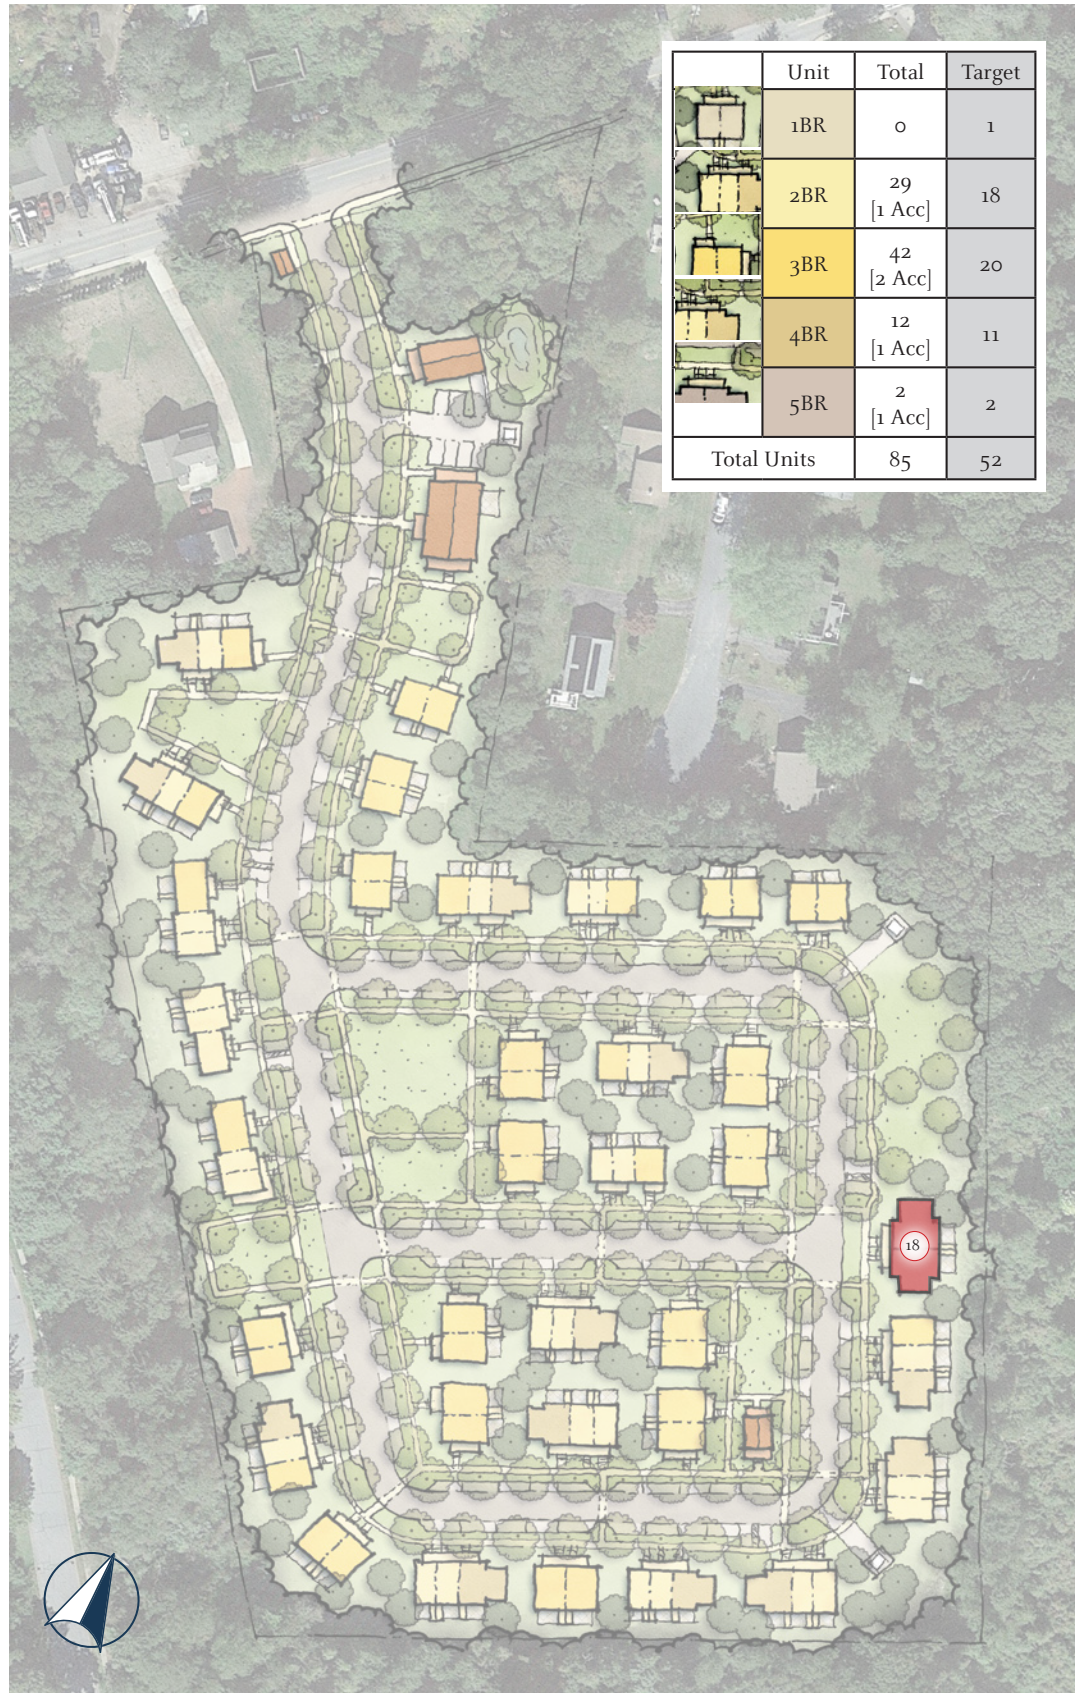 Unit Total Target
1BR 0 1
2BR 29 [1 Acc] 18
3BR 42 [2 Acc] 20
4BR 12 [1 Acc] 11
5BR 2 [1 Acc] 2
Total Units 85 52
18